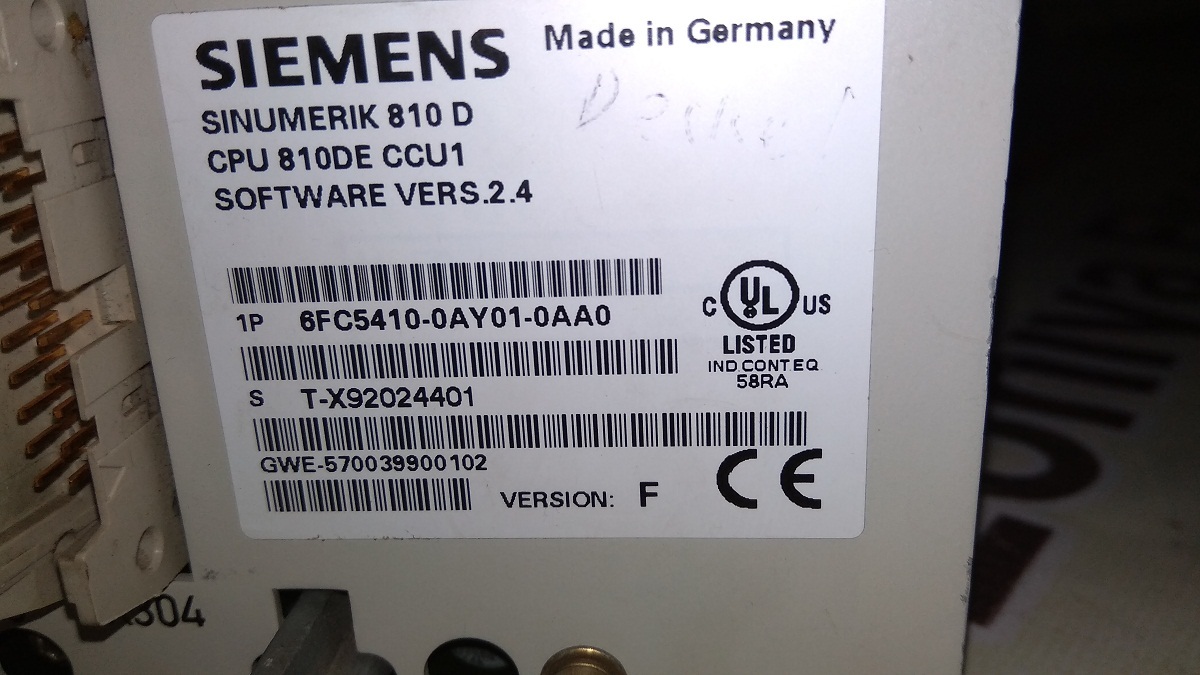 SIEMENS
Made in Germany
SINUMERIK 810 D
CPU 810DE CCU1
SOFTWARE VERS.2.4
1P 6FC5410-0AY01-0AA0
C UL US
LISTED
IND.CONT.EQ
58RA
S T-X92024401
GWE-570039900102
VERSION: F
CE